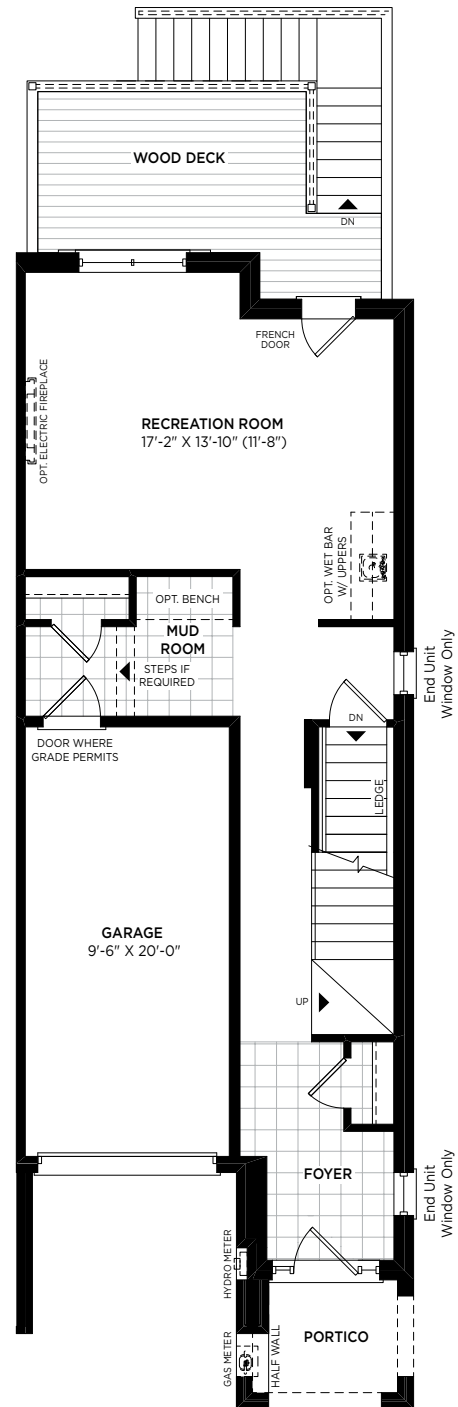 WOOD DECK
DN
FRENCH
DOOR
OPT. ELECTRIC FIREPLACE
RECREATION ROOM
17'-2" X 13'-10" (11'-8")
OPT. WET BAR
W/ UPPERS
OPT. BENCH
MUD
ROOM
STEPS IF
REQUIRED
End Unit
Window Only
DN
DOOR WHERE
GRADE PERMITS
LEDGE
GARAGE
9'-6" X 20'-0"
UP
FOYER
End Unit
Window Only
HYDRO METER
PORTICO
GAS METER
HALF WALL